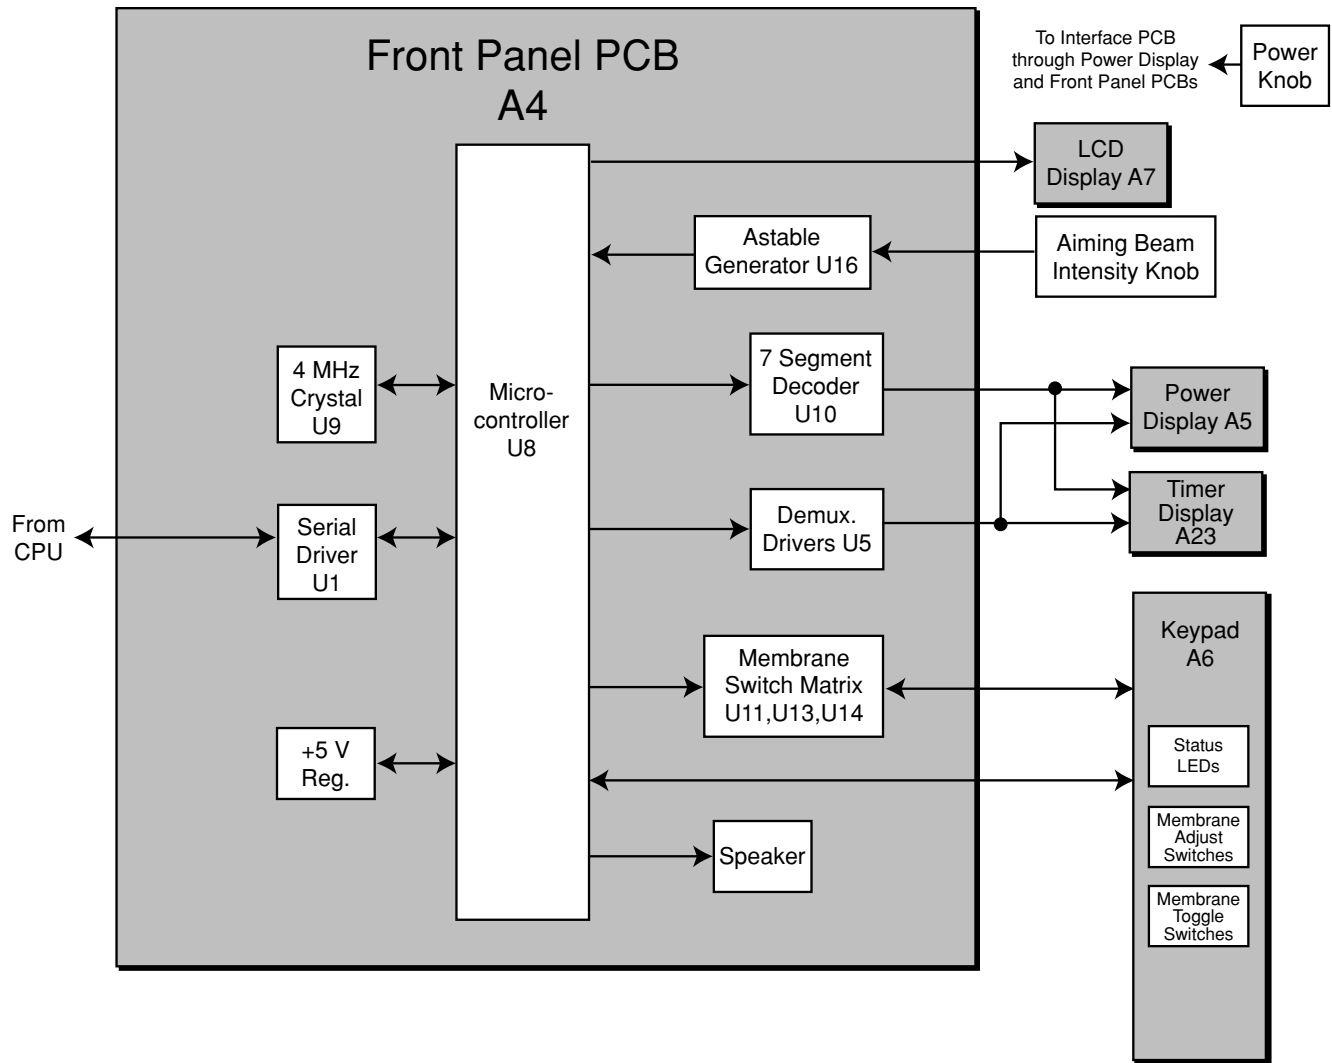 Front Panel PCB
A4
To Interface PCB
through Power Display
and Front Panel PCBs
Power
Knob
LCD
Display A7
Astable
Generator U16
Aiming Beam
Intensity Knob
4 MHz
Crystal
U9
Micro-
controller
U8
7 Segment
Decoder
U10
Power
Display A5
From
CPU
Serial
Driver
U1
Demux.
Drivers U5
Timer
Display
A23
Membrane
Switch Matrix
U11,U13,U14
Keypad
A6
+5 V
Reg.
Status
LEDs
Membrane
Adjust
Switches
Speaker
Membrane
Toggle
Switches